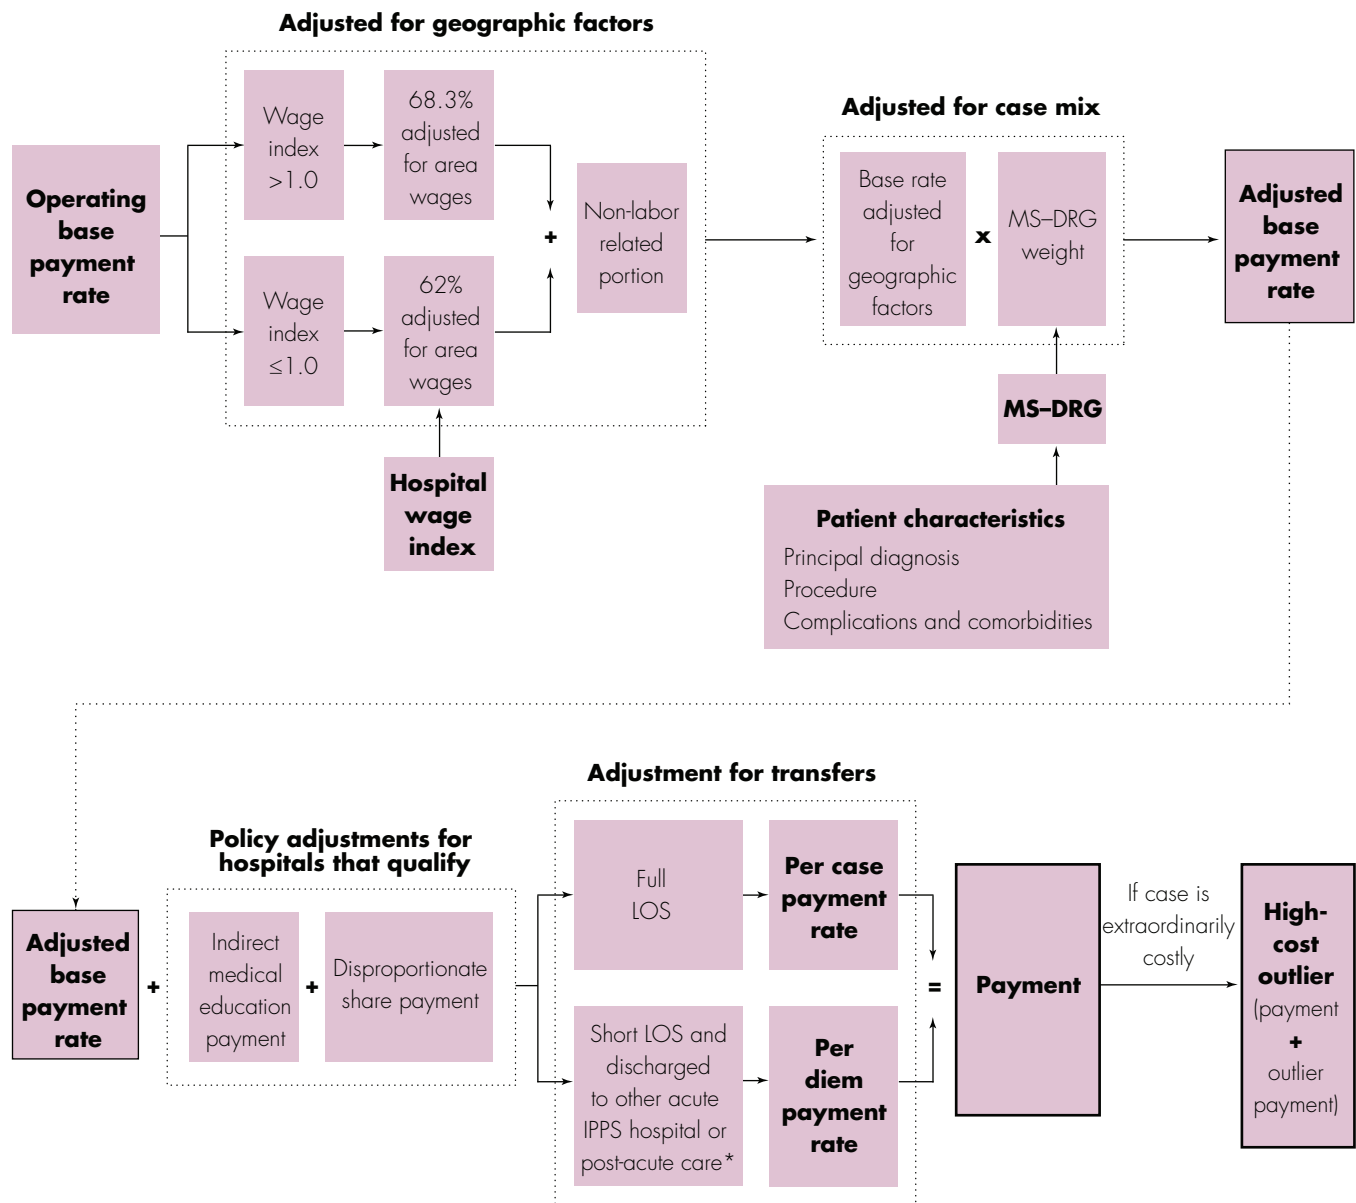 Adjusted for geographic factors
Operating
base
payment
rate
Wage
index
>1.0
68.3%
adjusted
for area
wages
Wage
index
≤1.0
62%
adjusted
for area
wages
+
Non-labor
related
portion
Hospital
wage
index
Adjusted for case mix
Base rate
adjusted
for
geographic
factors
x
MS–DRG
weight
MS–DRG
Patient characteristics
Principal diagnosis
Procedure
Complications and comorbidities
Adjusted
base
payment
rate
Adjusted
base
payment
rate
+
Policy adjustments for
hospitals that qualify
Indirect
medical
education
payment
+
Disproportionate
share payment
Adjustment for transfers
Full
LOS
Per case
payment
rate
Short LOS and
discharged
to other acute
IPPS hospital or
post-acute care*
Per
diem
payment
rate
=
Payment
If case is
extraordinarily
costly
High-
cost
outlier
(payment
+
outlier
payment)